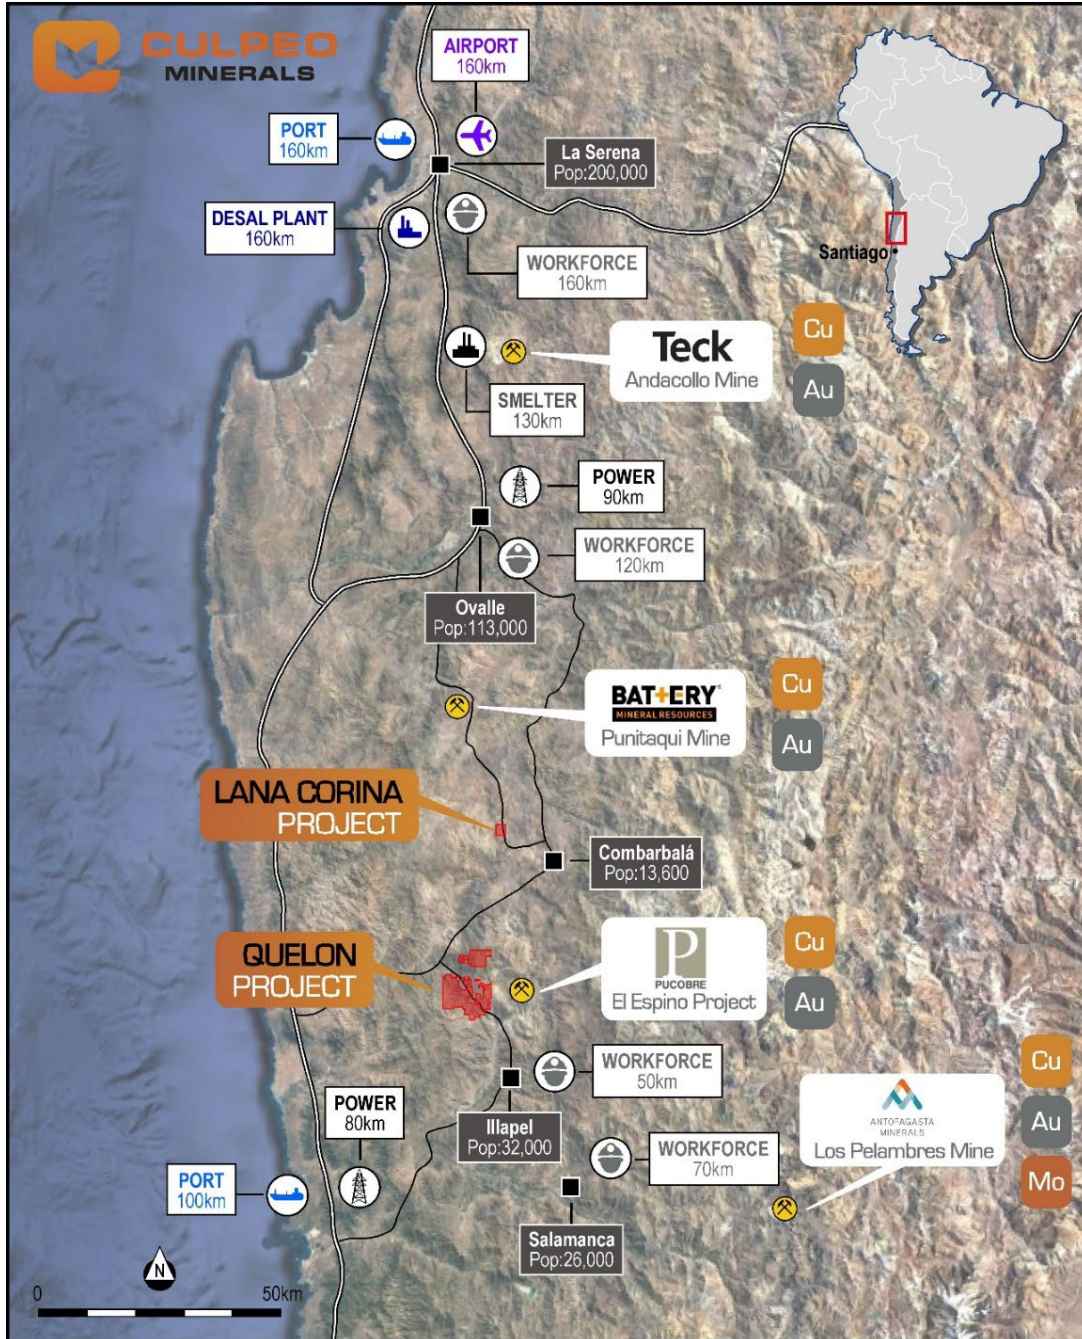 CULPEO
MINERALS
AIRPORT
160km
PORT
160km
La Serena
Pop:200,000
DESAL PLANT
160km
Santiago
WORKFORCE
160km
Teck
Andacollo Mine
Cu
Au
SMELTER
130km
POWER
90km
WORKFORCE
120km
Ovalle
Pop:113,000
BATTERY
MINERAL RESOURCES
Punitaqui Mine
Cu
Au
LANA CORINA
PROJECT
Combarbalá
Pop:13,600
QUELON
PROJECT
P
PUCOBRE
El Espino Project
Cu
Au
WORKFORCE
50km
Illapel
Pop:32,000
POWER
80km
ANTOFAGASTA
MINERALS
Los Pelambres Mine
Cu
Au
Mo
WORKFORCE
70km
PORT
100km
Salamanca
Pop:26,000
N
0 50km